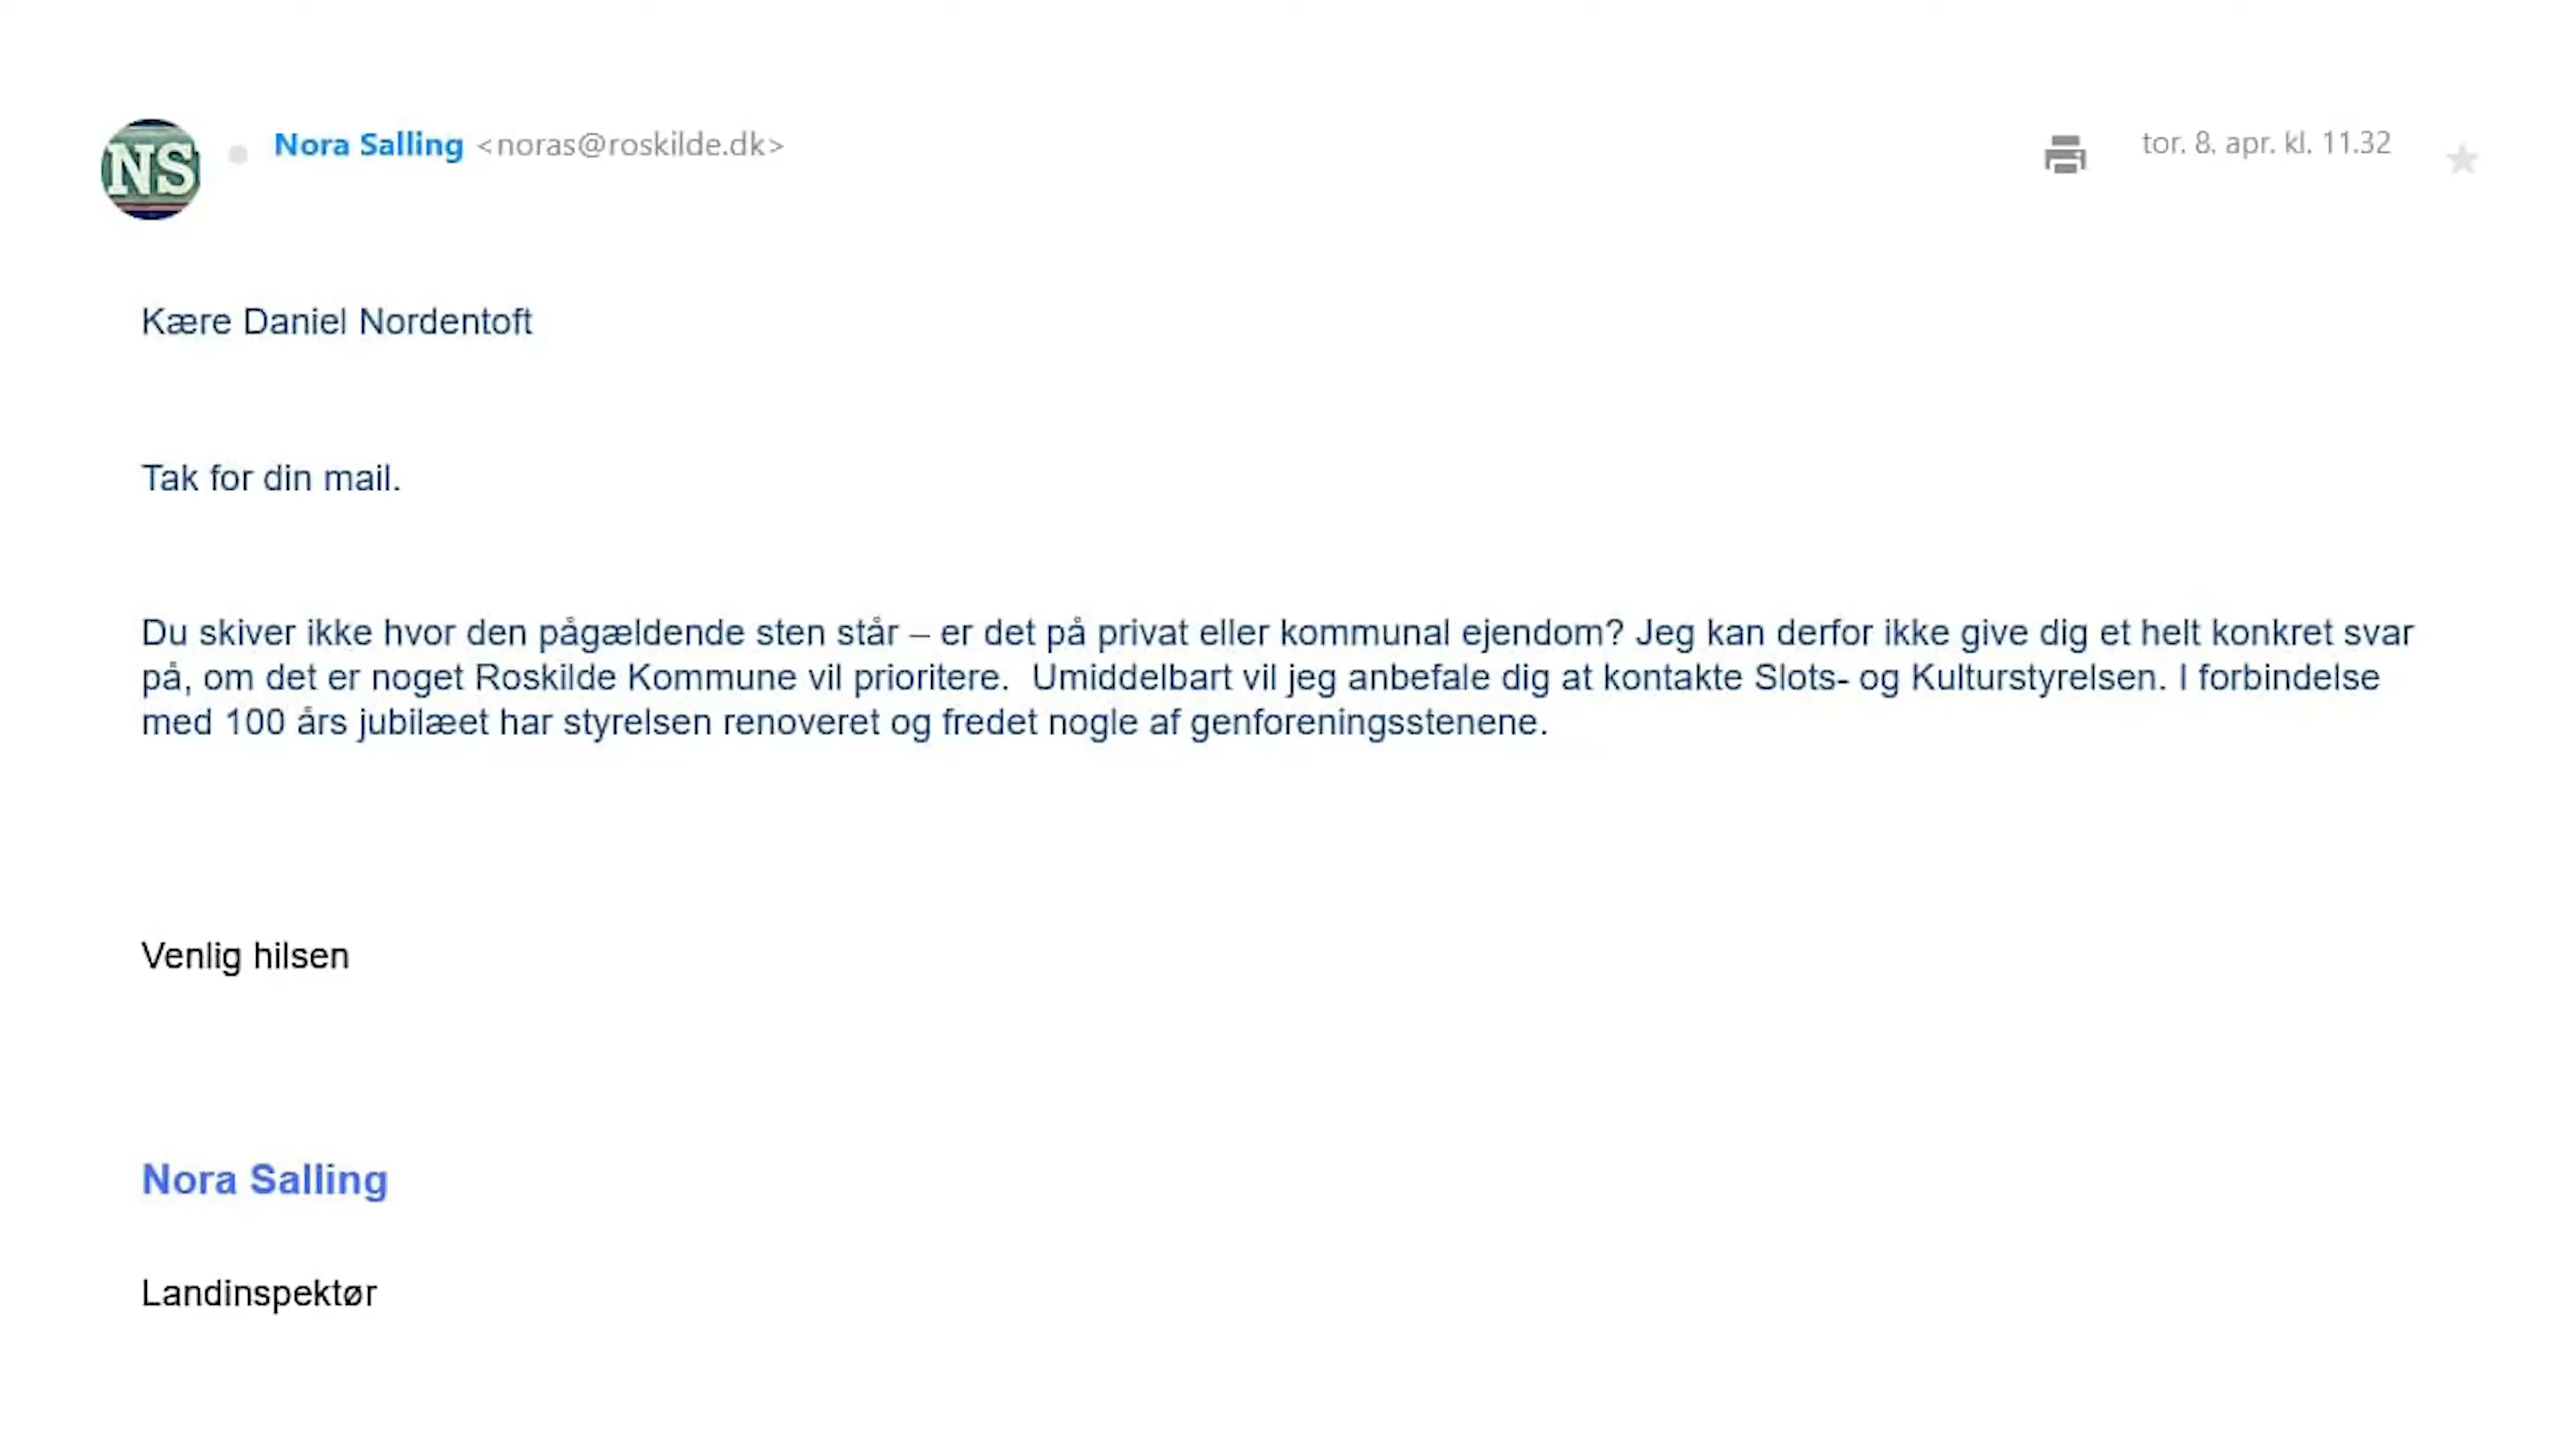 NS
Nora Salling <noras@roskilde.dk>
tor. 8. apr. kl. 11.32
Kære Daniel Nordentoft
Tak for din mail.
Du skiver ikke hvor den pågældende sten står – er det på privat eller kommunal ejendom? Jeg kan derfor ikke give dig et helt konkret svar
på, om det er noget Roskilde Kommune vil prioritere.  Umiddelbart vil jeg anbefale dig at kontakte Slots- og Kulturstyrelsen. I forbindelse
med 100 års jubilæet har styrelsen renoveret og fredet nogle af genforeningsstenene.
Venlig hilsen
Nora Salling
Landinspektør